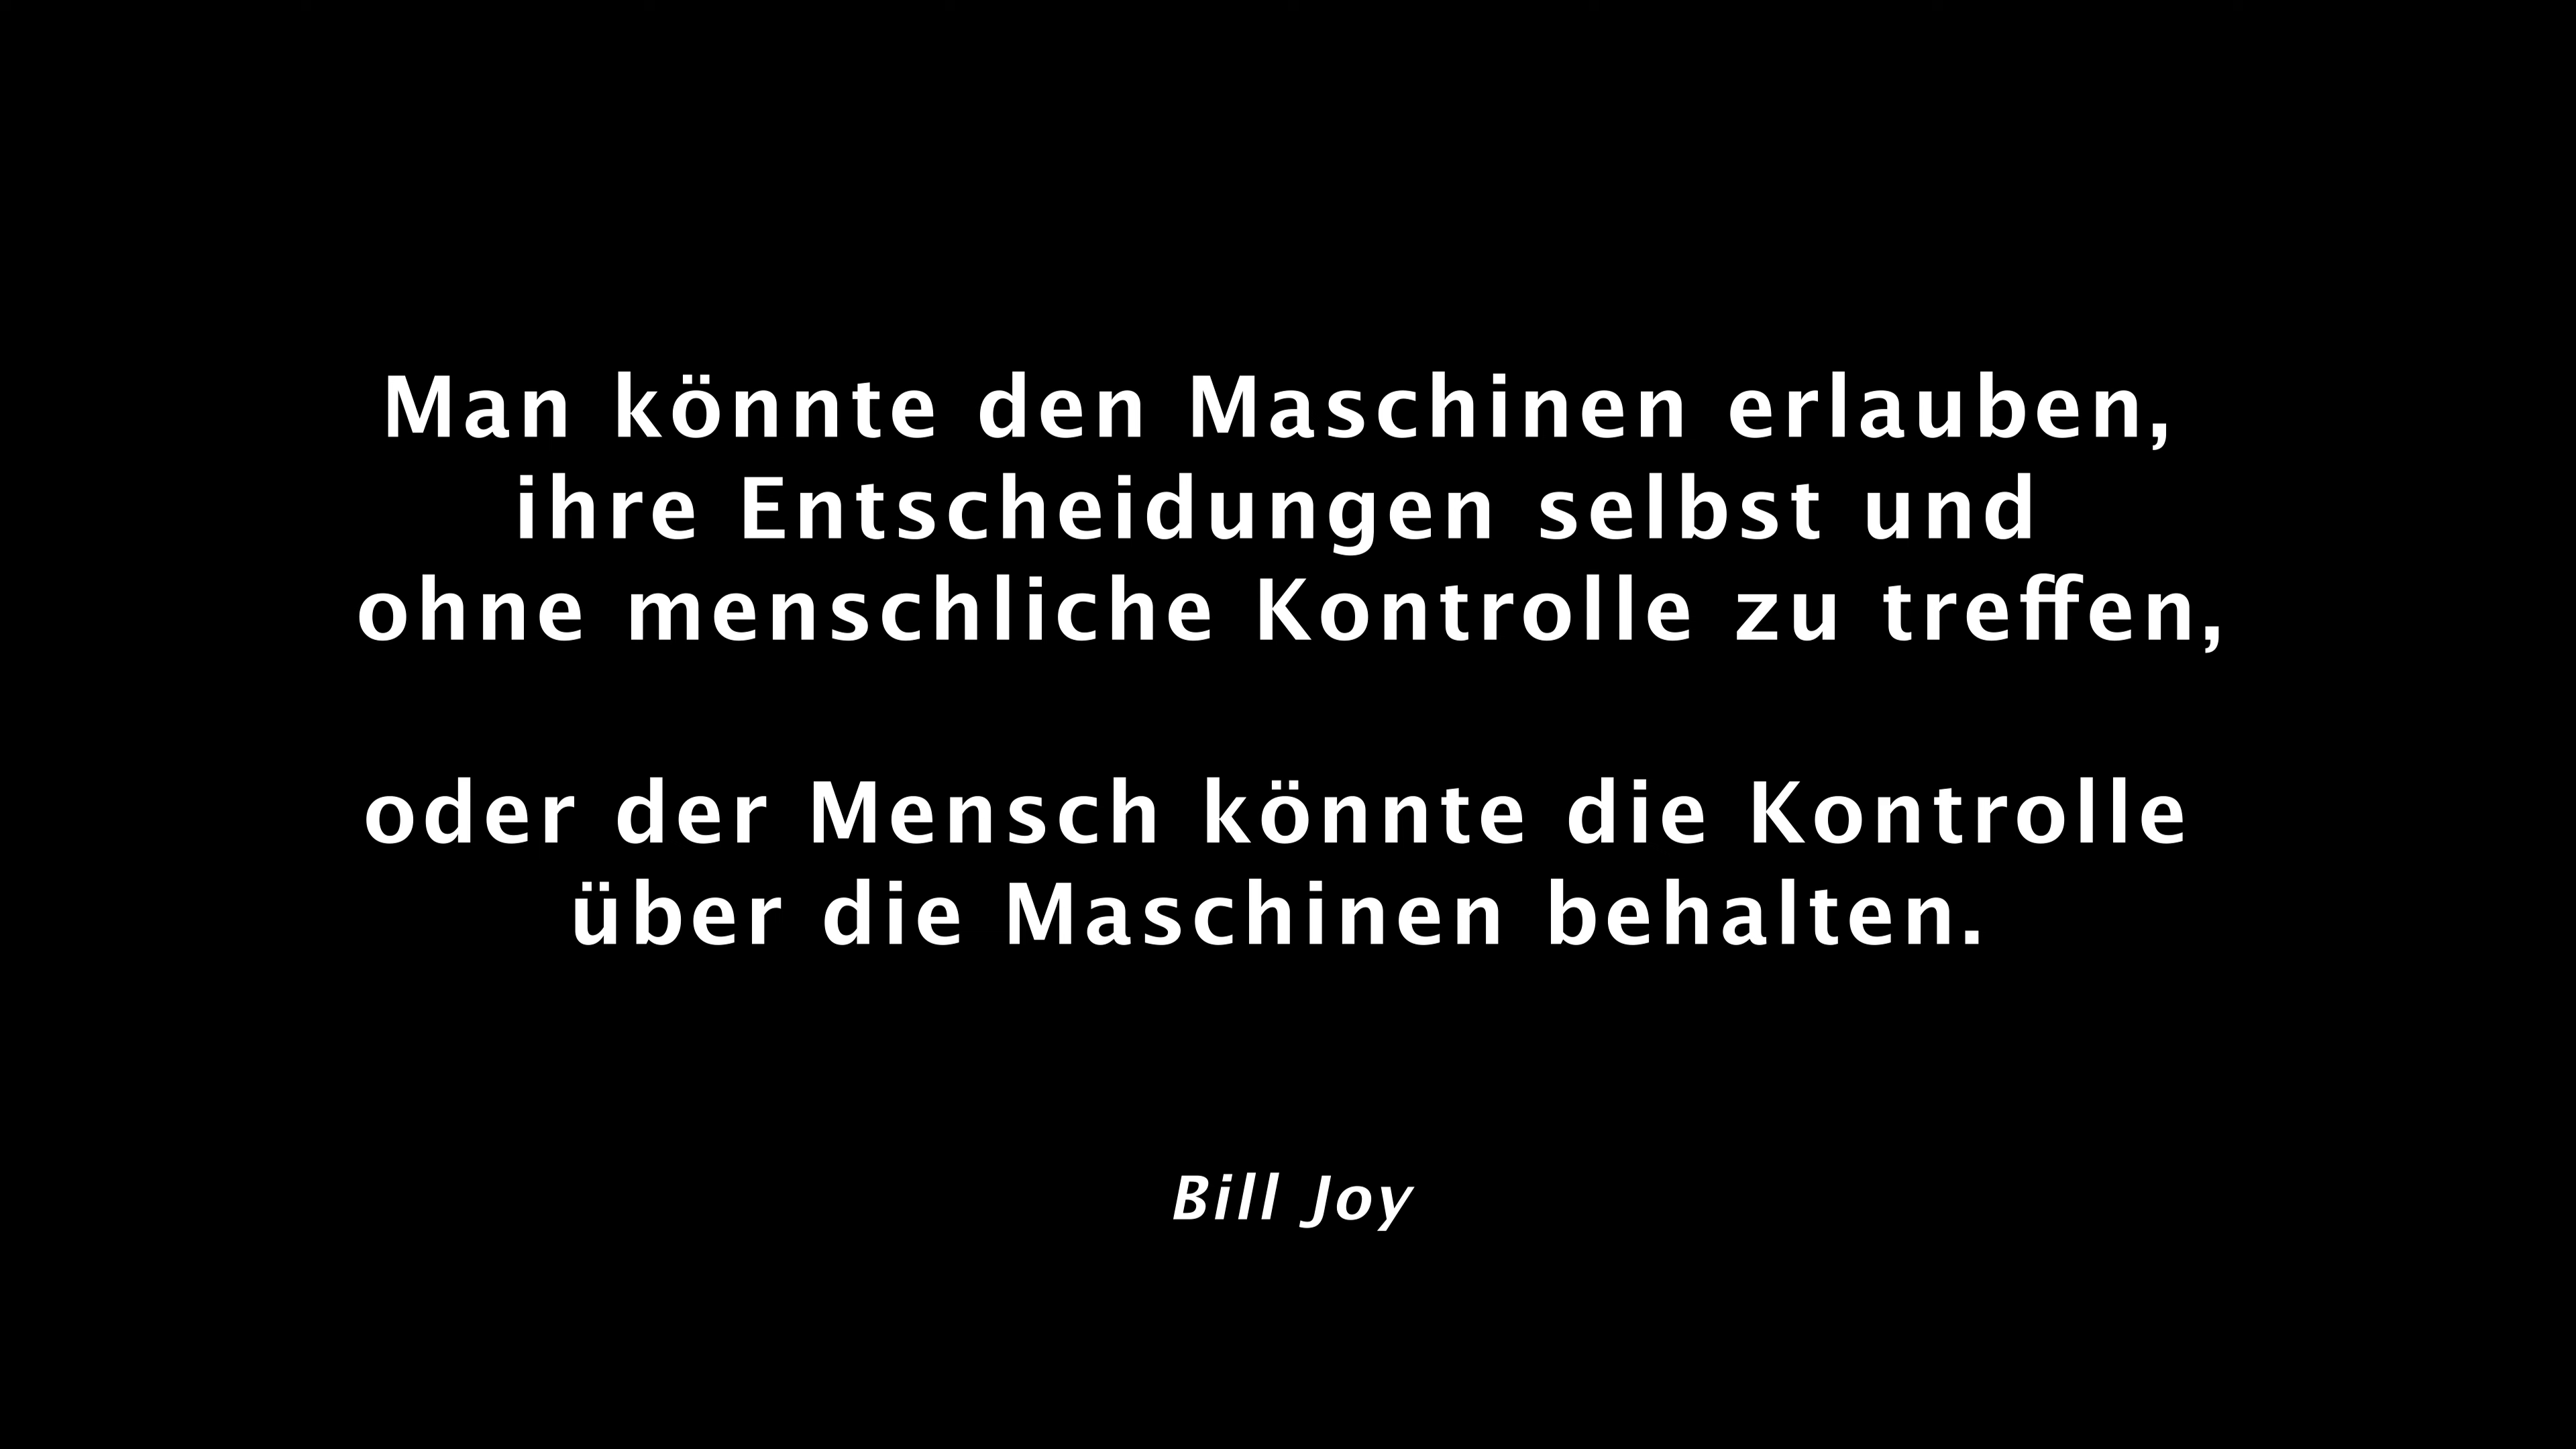 Man könnte den Maschinen erlauben,
ihre Entscheidungen selbst und
ohne menschliche Kontrolle zu treffen,
oder der Mensch könnte die Kontrolle
über die Maschinen behalten.
Bill Joy